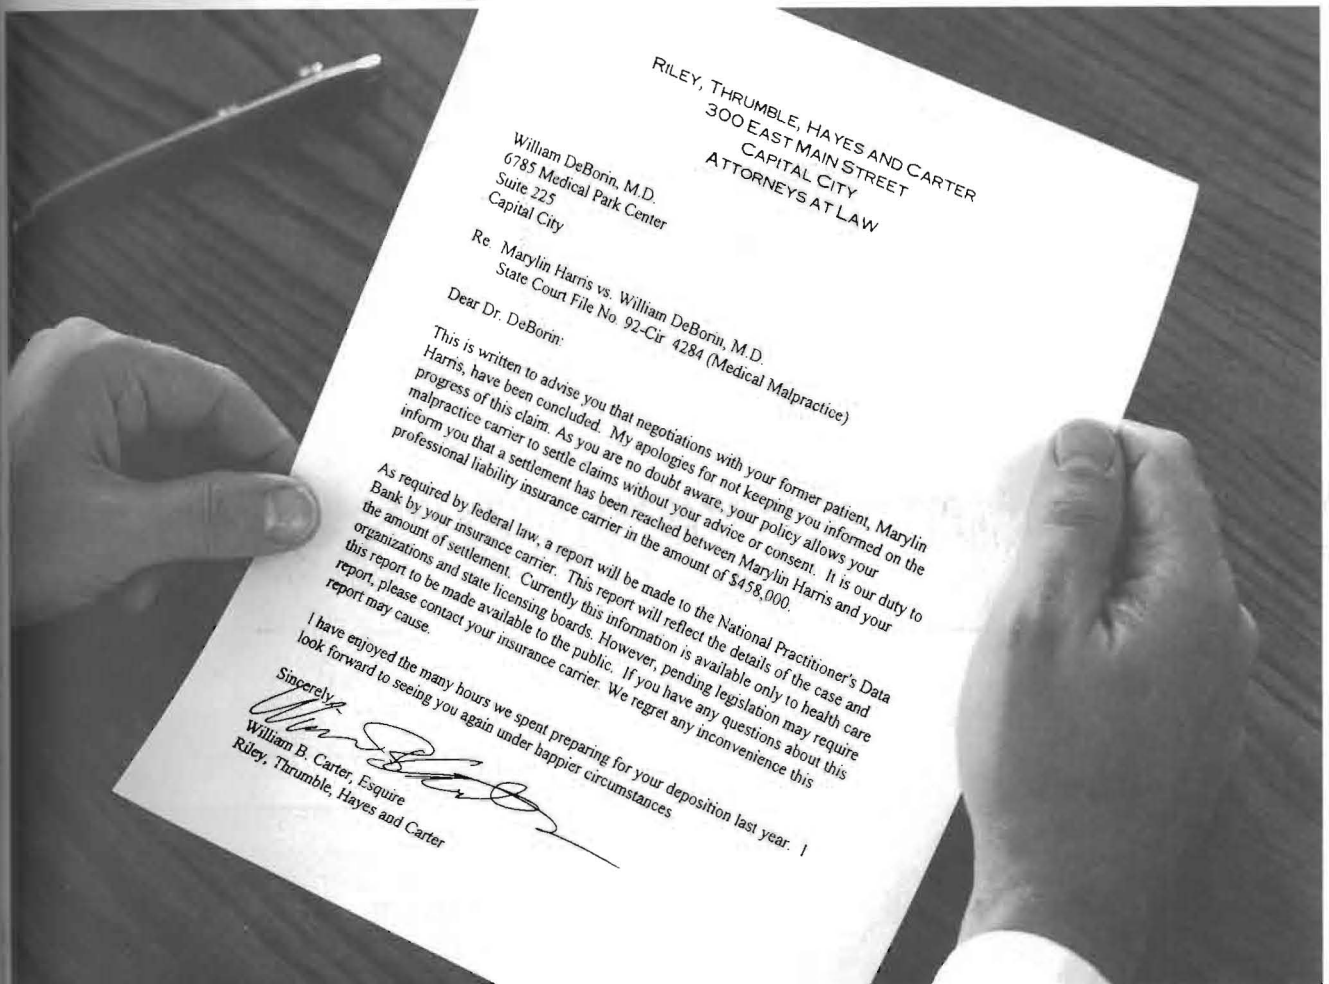 RILEY, THRUMBLE, HAYES AND CARTER
300 EAST MAIN STREET
CAPITAL CITY
ATTORNEYS AT LAW
William DeBorin, M.D.
6785 Medical Park Center
Suite 225
Capital City
Re. Marylin Harris vs. William DeBorin, M.D.
State Court File No. 92-Cir 4284 (Medical Malpractice)
Dear Dr. DeBorin:
This is written to advise you that negotiations with your former patient, Marylin
Harris, have been concluded. My apologies for not keeping you informed on the
progress of this claim. As you are no doubt aware, your policy allows your
malpractice carrier to settle claims without your advice or consent. It is our duty to
inform you that a settlement has been reached between Marylin Harris and your
professional liability insurance carrier in the amount of $458,000.
As required by federal law, a report will be made to the National Practitioner's Data
Bank by your insurance carrier. This report will reflect the details of the case and
the amount of settlement. Currently this information is available only to health care
organizations and state licensing boards. However, pending legislation may require
this report to be made available to the public. If you have any questions about this
report, please contact your insurance carrier. We regret any inconvenience this
report may cause.
I have enjoyed the many hours we spent preparing for your deposition last year. I
look forward to seeing you again under happier circumstances
Sincerely,
William B. Carter, Esquire
Riley, Thrumble, Hayes and Carter